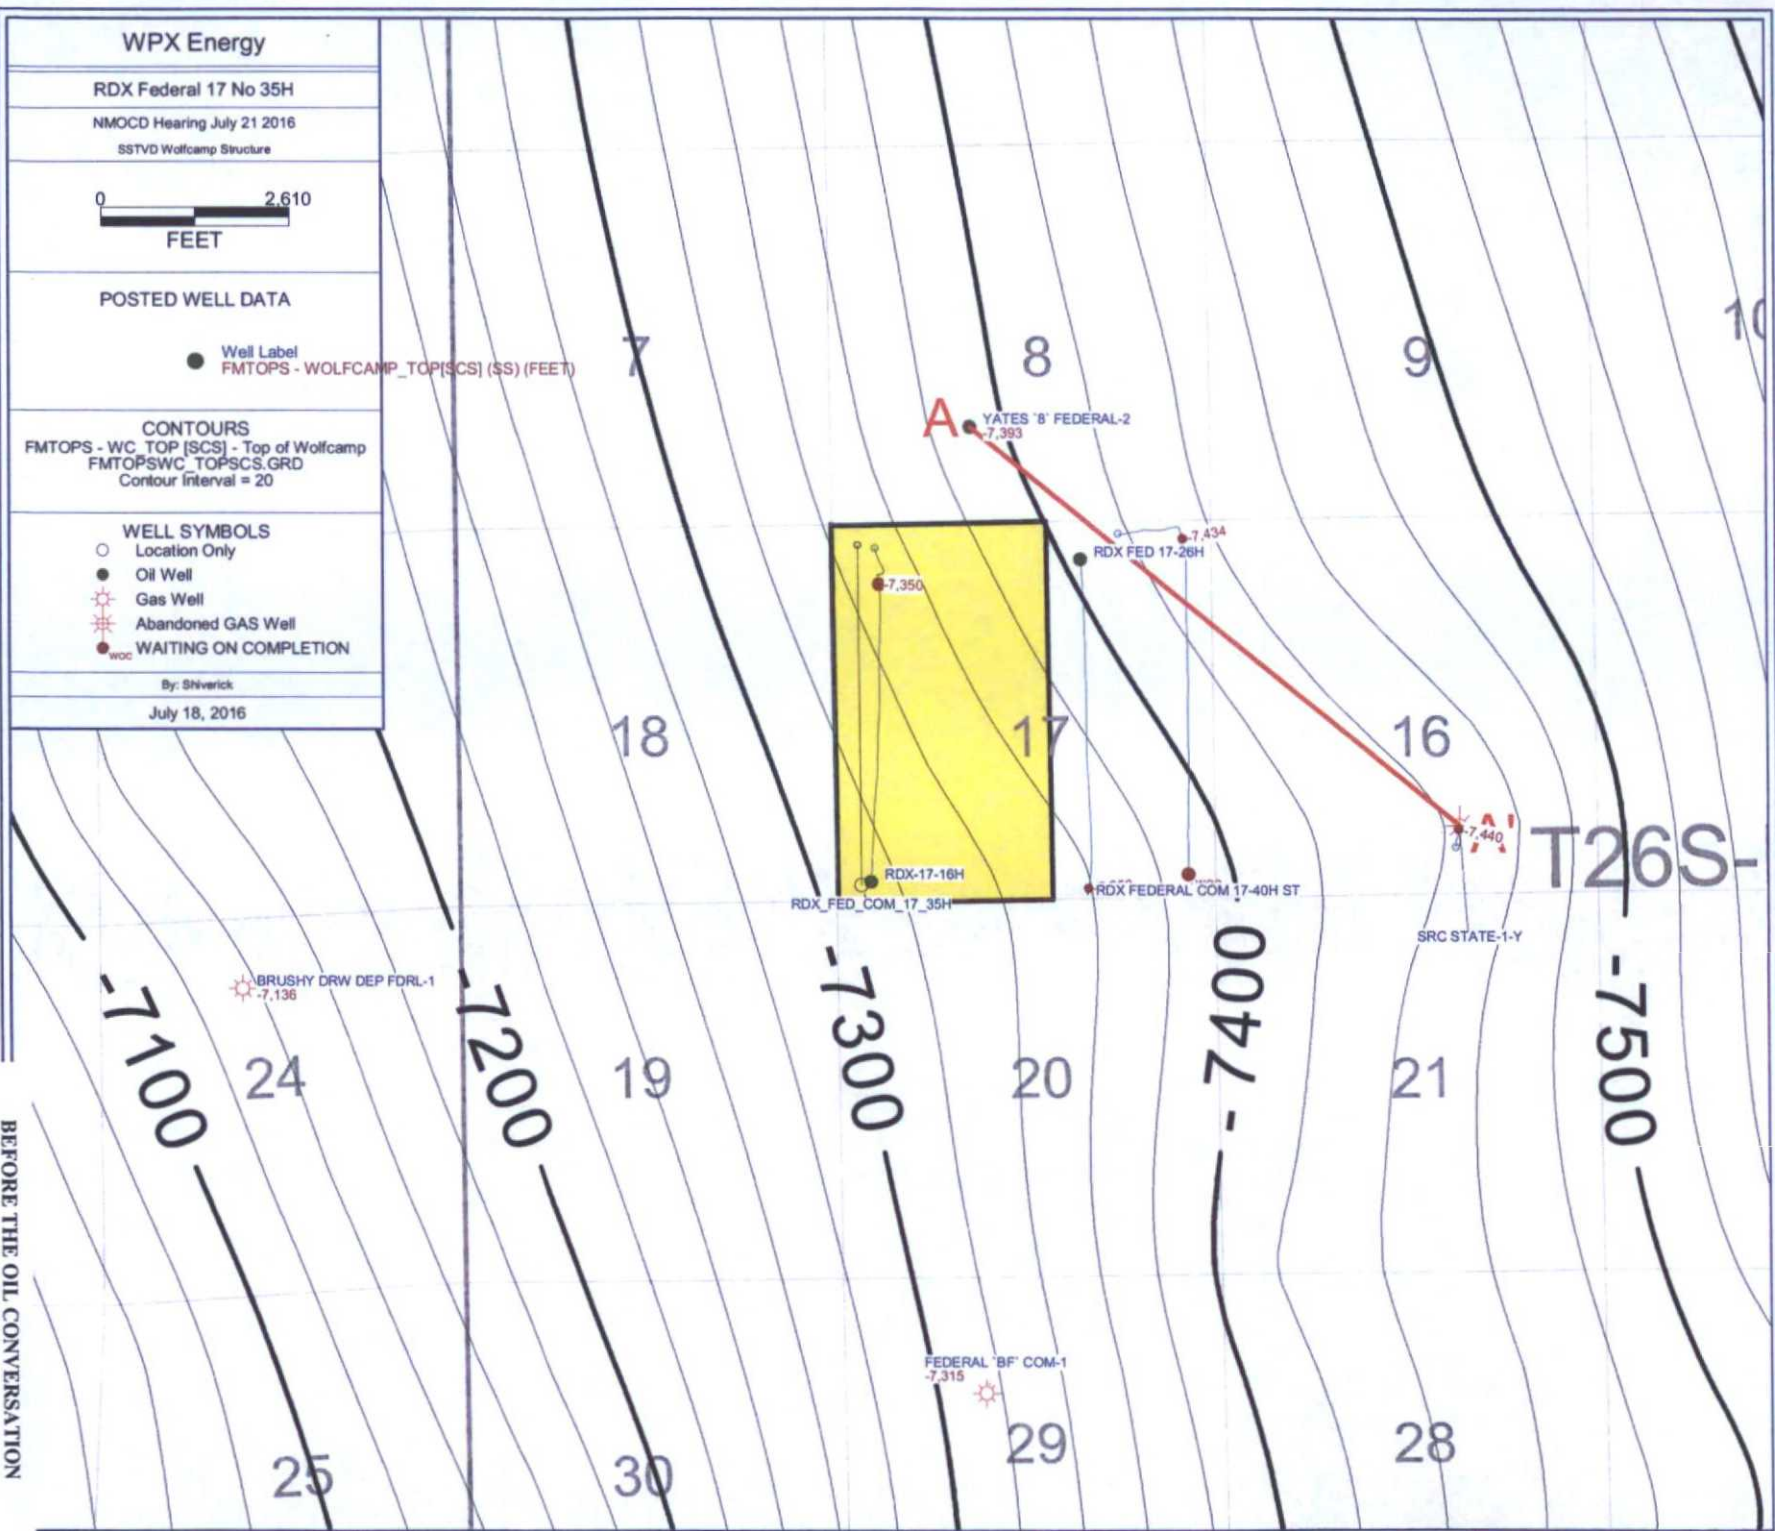 WPX Energy
RDX Federal 17 No 35H
NMOCD Hearing July 21 2016
SSTVD Wolfcamp Structure
0 2,610
FEET
POSTED WELL DATA
Well Label
FMTOPS - WOLFCAMP_TOP[SCS] (SS) (FEET)
CONTOURS
FMTOPS - WC_TOP [SCS] - Top of Wolfcamp
FMTOPSWC_TOPSCS.GRD
Contour Interval = 20
WELL SYMBOLS
Location Only
Oil Well
Gas Well
Abandoned GAS Well
WOC WAITING ON COMPLETION
By: Shiverick
July 18, 2016
7
8
9
10
A
YATES `8` FEDERAL-2
-7,393
-7,434
RDX FED 17-26H
-7,350
18
17
16
A'
-7,440
T26S-
RDX-17-16H
RDX_FED_COM_17_35H
RDX FEDERAL COM 17-40H ST
SRC STATE-1-Y
BRUSHY DRW DEP FDRL-1
-7,136
-7100
-7200
-7300
-7400
-7500
24
19
20
21
FEDERAL `BF` COM-1
-7,315
25
30
29
28
BEFORE THE OIL CONVERSATION